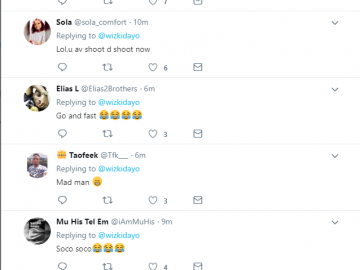 7
Sola @sola_comfort · 10m
Replying to @wizkidayo
Lol.u av shoot d shoot now
6
Elias L @Elias2Brothers · 6m
Replying to @wizkidayo
Go and fast 😂😂😂😂
3
Taofeek @Tfk__ · 6m
Replying to @wizkidayo
Mad man
3
Mu His Tel Em @iAmMuHis · 9m
Replying to @wizkidayo
Soco soco😂😂😂
4